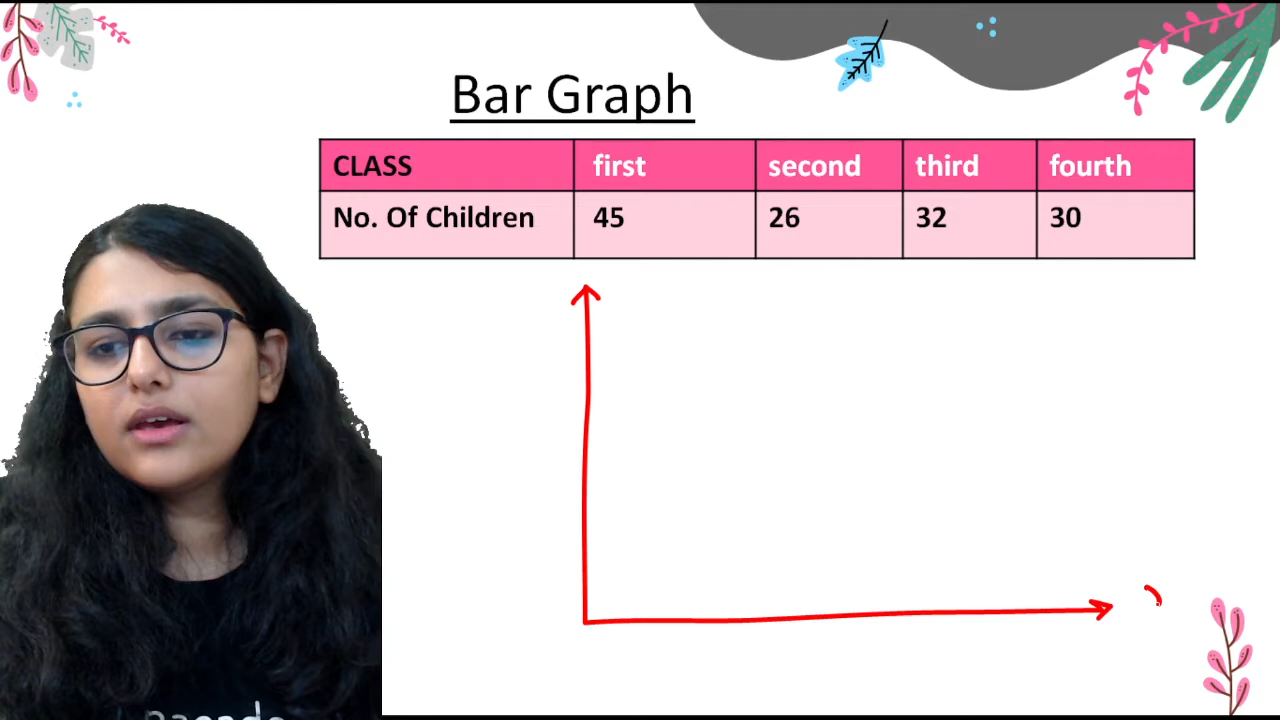 Bar Graph
CLASS first second third fourth
No. Of Children 45 26 32 30